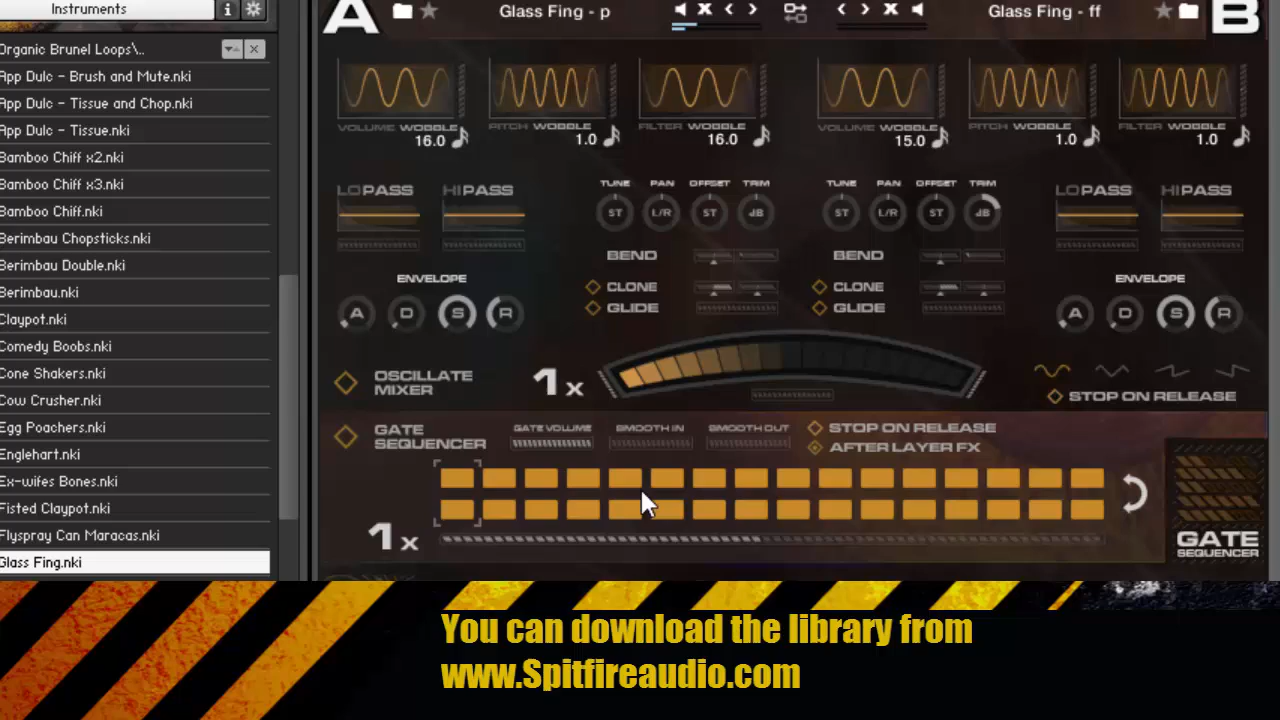 Instruments
Organic Brunel Loops\..
App Dulc - Brush and Mute.nki
App Dulc - Tissue and Chop.nki
App Dulc - Tissue.nki
Bamboo Chiff x2.nki
Bamboo Chiff x3.nki
Bamboo Chiff.nki
Berimbau Chopsticks.nki
Berimbau Double.nki
Berimbau.nki
Claypot.nki
Comedy Boobs.nki
Cone Shakers.nki
Cow Crusher.nki
Egg Poachers.nki
Englehart.nki
Ex-wifes Bones.nki
Fisted Claypot.nki
Flyspray Can Maracas.nki
Glass Fing.nki
A Glass Fing - p Glass Fing - ff B
VOLUME WOBBLE PITCH WOBBLE FILTER WOBBLE VOLUME WOBBLE PITCH WOBBLE FILTER WOBBLE
16.0 1.0 16.0 15.0 1.0 1.0
LOPASS HIPASS TUNE PAN OFFSET TRIM TUNE PAN OFFSET TRIM LOPASS HIPASS
ST L/R ST dB ST L/R ST dB
BEND BEND
ENVELOPE CLONE CLONE ENVELOPE
A D S R GLIDE GLIDE A D S R
OSCILLATE
MIXER
1x
STOP ON RELEASE
GATE
SEQUENCER
GATE VOLUME SMOOTH IN SMOOTH OUT STOP ON RELEASE
AFTER LAYER FX
1x
GATE
SEQUENCER
You can download the library from
www.Spitfireaudio.com